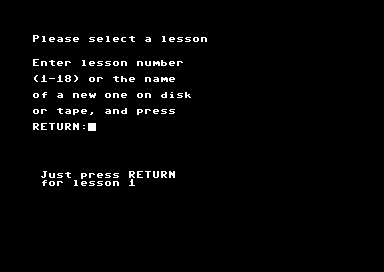 Please select a lesson
Enter lesson number
(1-18) or the name
of a new one on disk
or tape, and press
RETURN:
Just press RETURN
for lesson 1